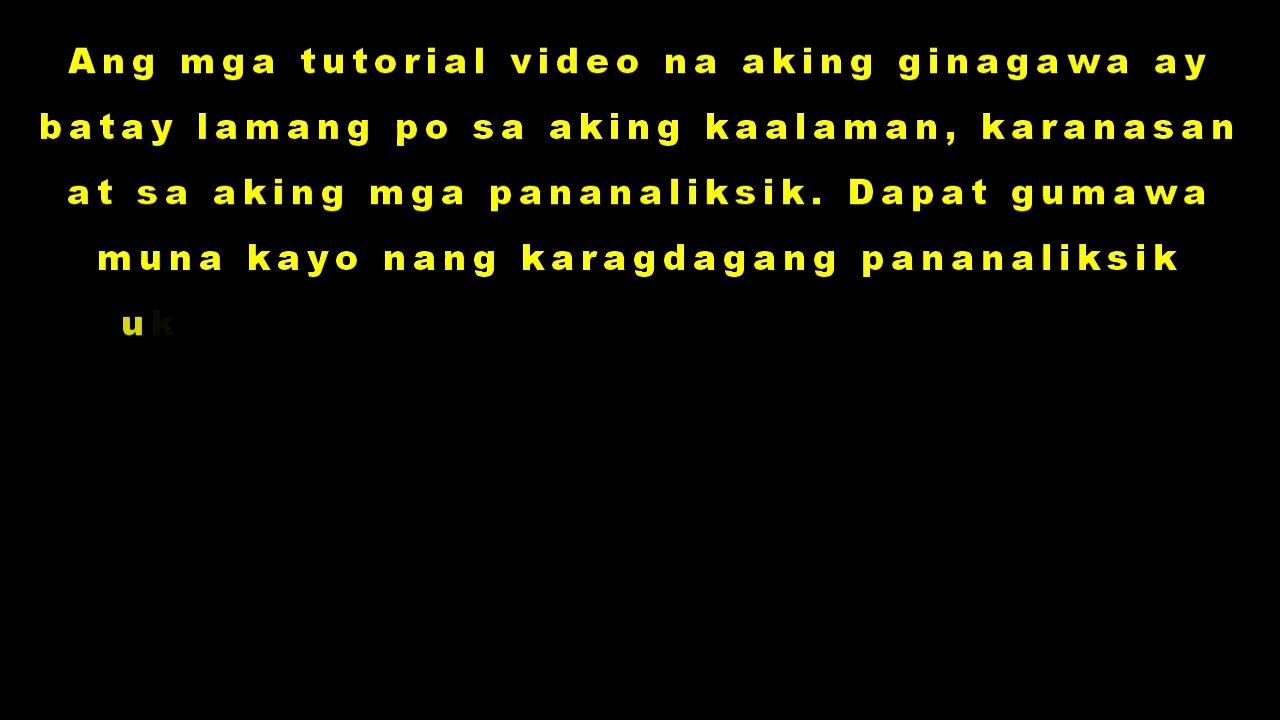 Ang mga tutorial video na aking ginagawa ay
batay lamang po sa aking kaalaman, karanasan
at sa aking mga pananaliksik. Dapat gumawa
muna kayo nang karagdagang pananaliksik
uk